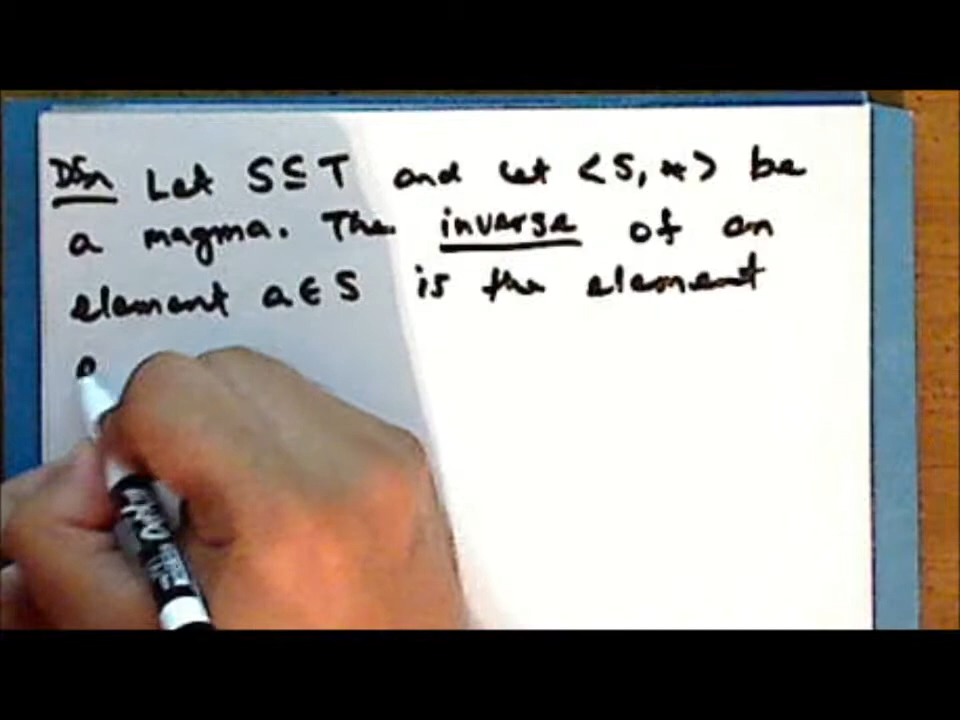 Dfn Let S ⊆ T and let <S, *> be
a magma. The inverse of an
element a ∈ S is the element